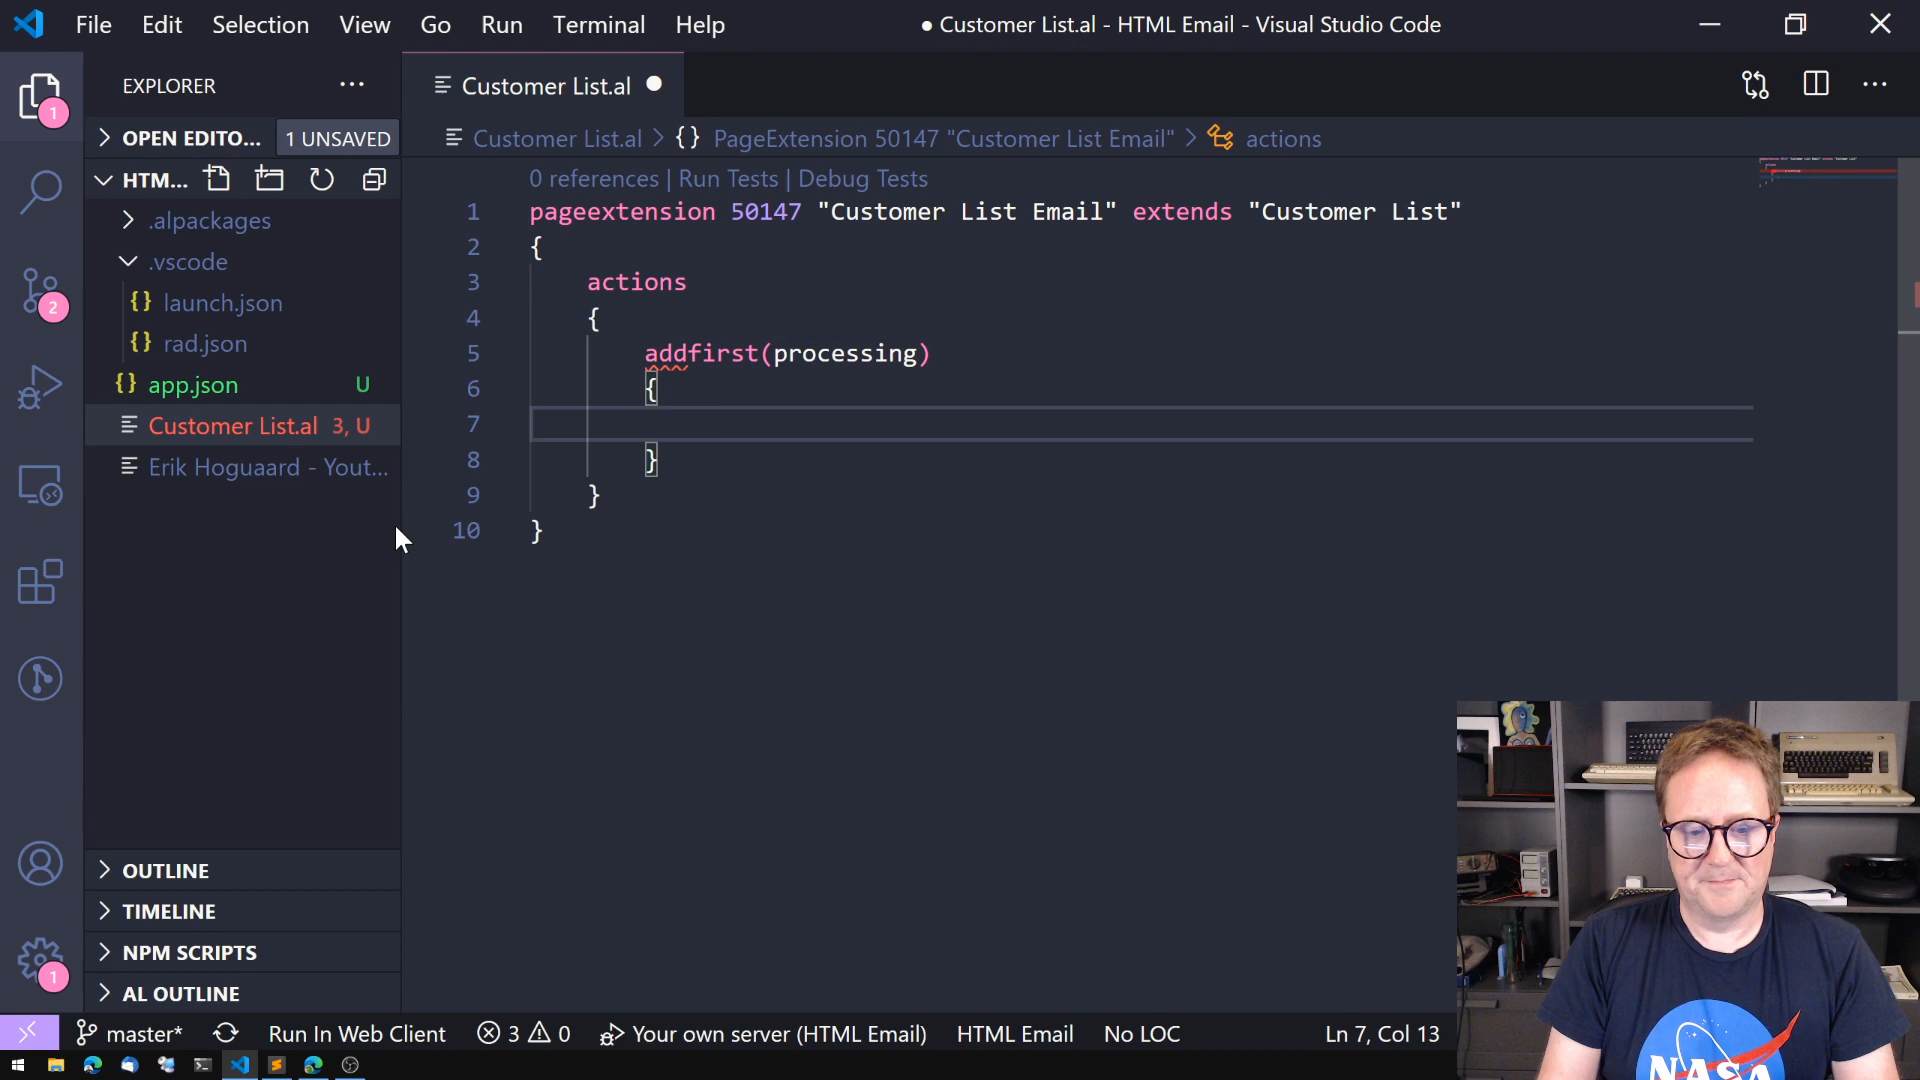 File Edit Selection View Go Run Terminal Help
● Customer List.al - HTML Email - Visual Studio Code
EXPLORER
Customer List.al
OPEN EDITO... 1 UNSAVED
Customer List.al > {} PageExtension 50147 "Customer List Email" > actions
HTM...
.alpackages
.vscode
{} launch.json
{} rad.json
{} app.json U
Customer List.al 3, U
Erik Hoguaard - Yout...
0 references | Run Tests | Debug Tests
1 pageextension 50147 "Customer List Email" extends "Customer List"
2 {
3 actions
4 {
5 addfirst(processing)
6 {
7
8 }
9 }
10 }
1
2
OUTLINE
TIMELINE
NPM SCRIPTS
AL OUTLINE
1
NASA
master* Run In Web Client 3 0 Your own server (HTML Email) HTML Email No LOC Ln 7, Col 13